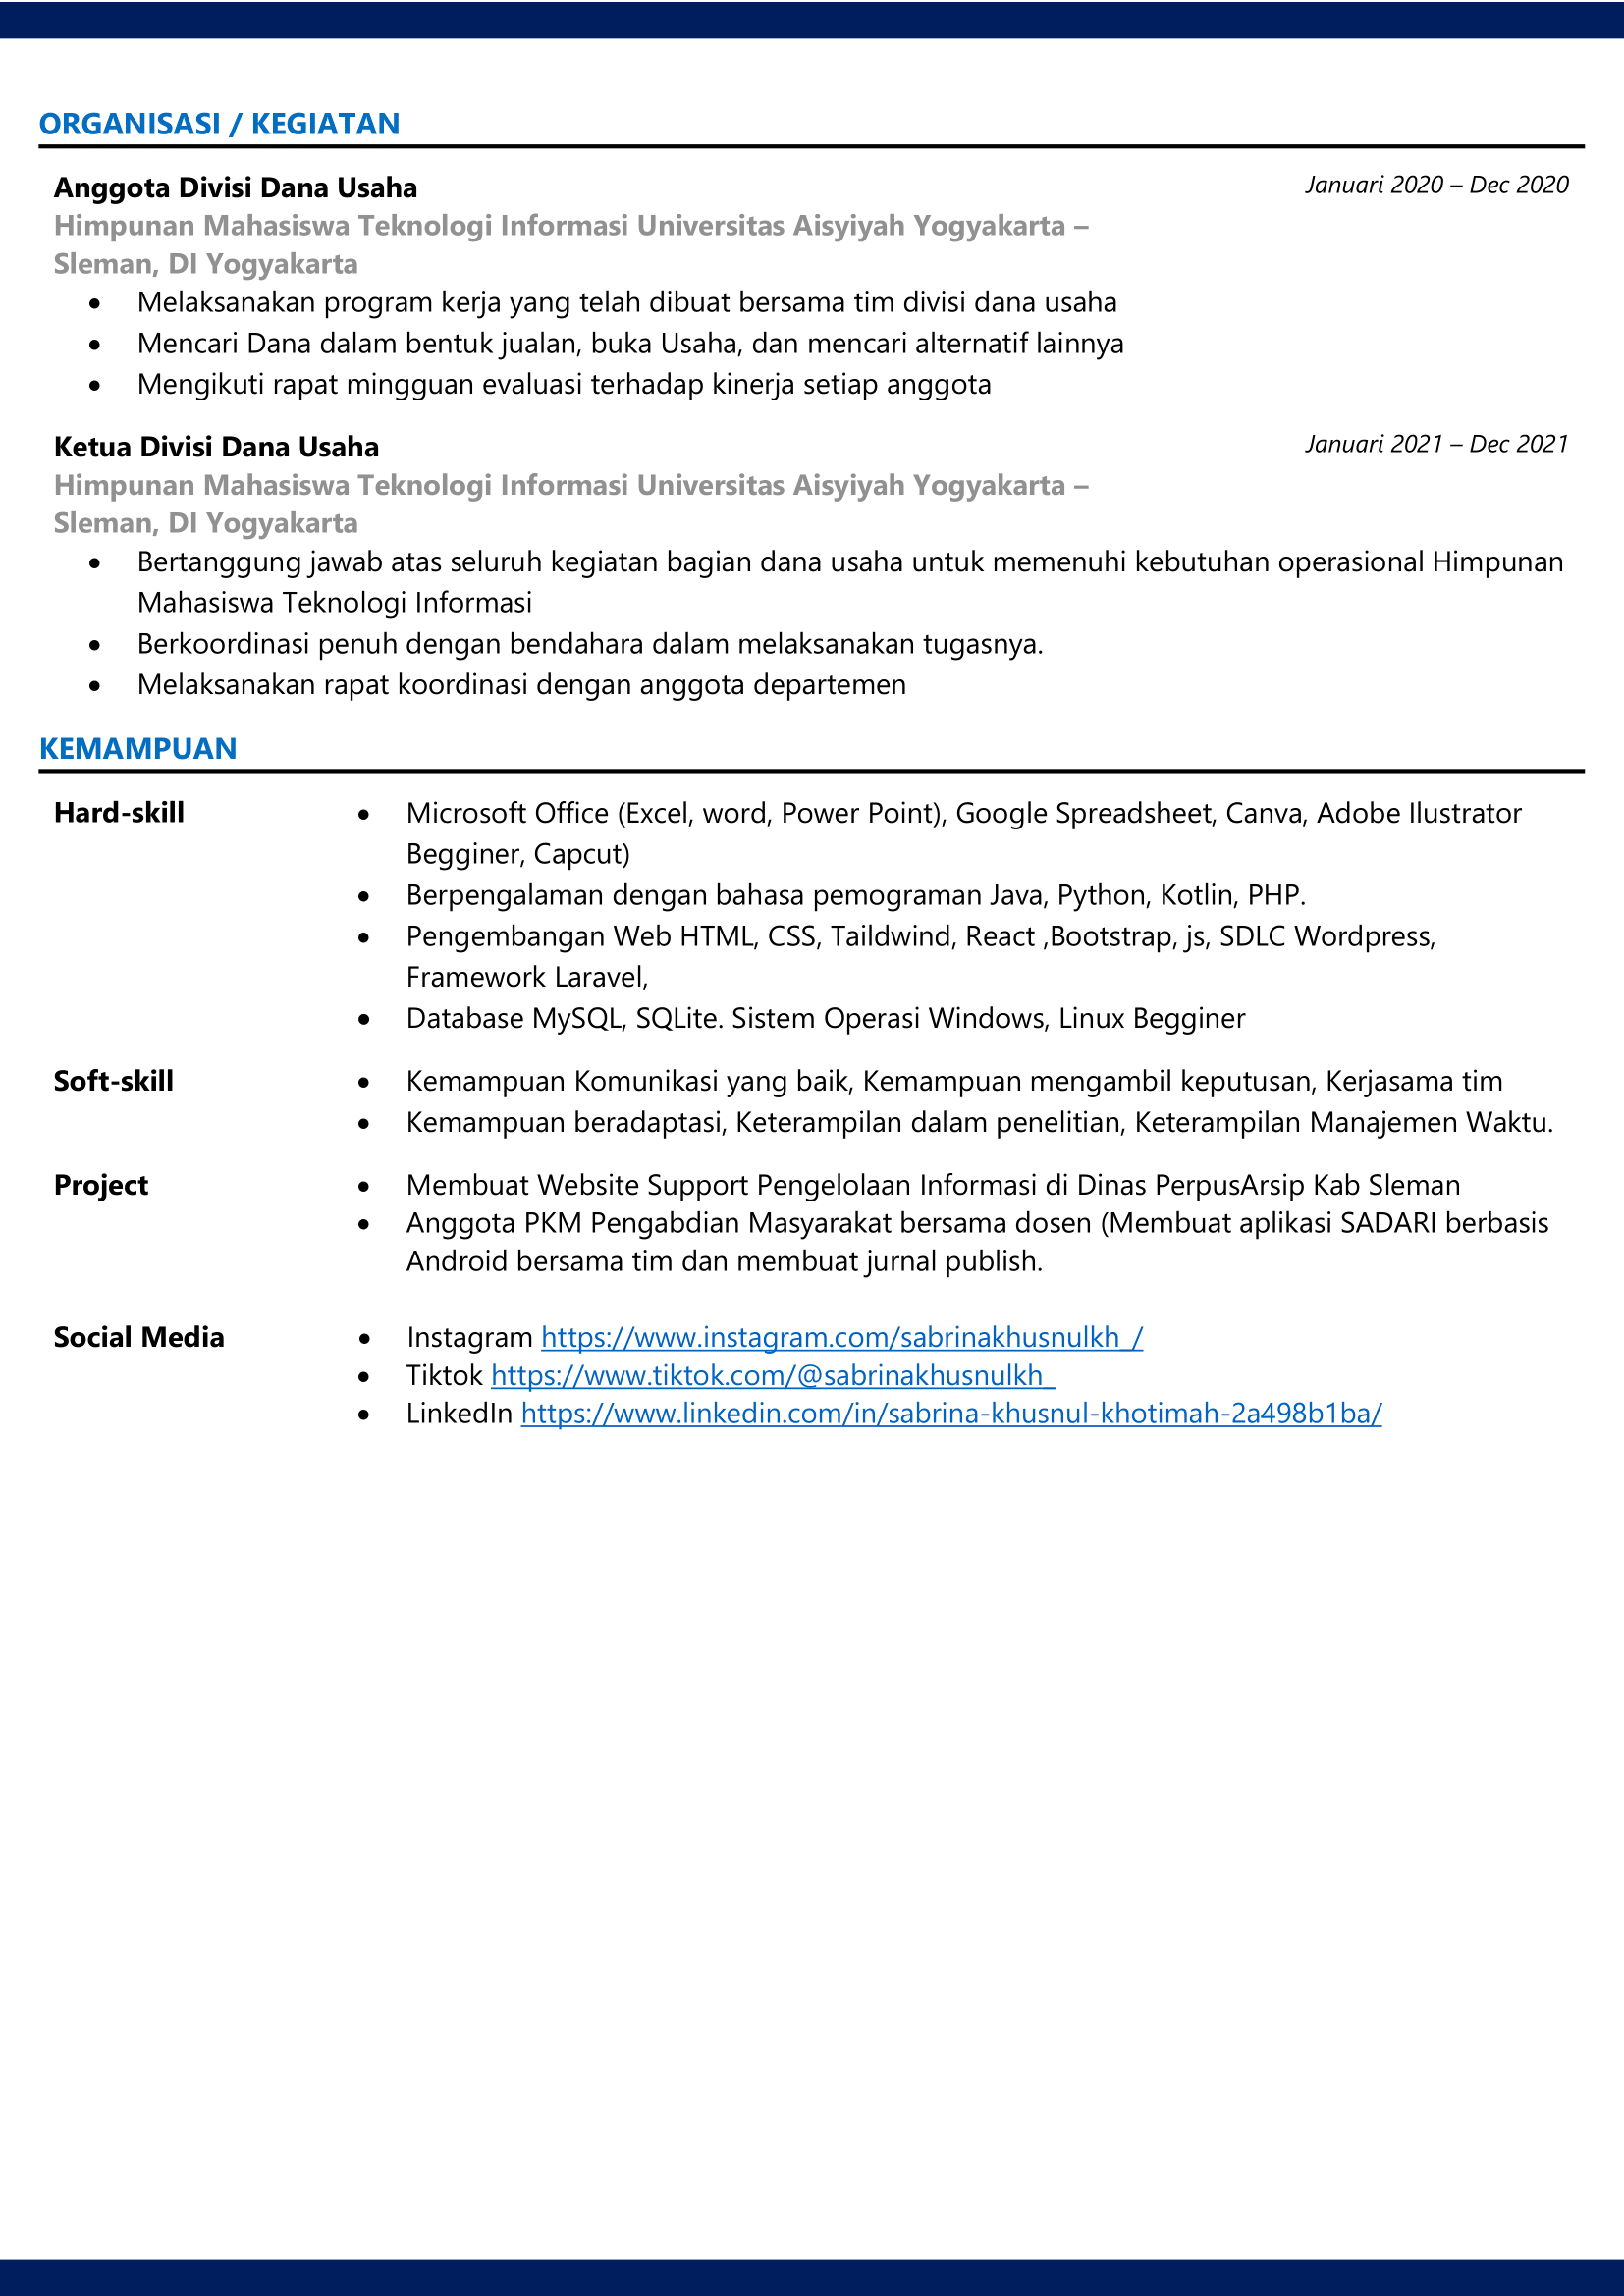 ORGANISASI / KEGIATAN
Anggota Divisi Dana Usaha
Januari 2020 – Dec 2020
Himpunan Mahasiswa Teknologi Informasi Universitas Aisyiyah Yogyakarta –
Sleman, DI Yogyakarta
• Melaksanakan program kerja yang telah dibuat bersama tim divisi dana usaha
• Mencari Dana dalam bentuk jualan, buka Usaha, dan mencari alternatif lainnya
• Mengikuti rapat mingguan evaluasi terhadap kinerja setiap anggota
Ketua Divisi Dana Usaha
Januari 2021 – Dec 2021
Himpunan Mahasiswa Teknologi Informasi Universitas Aisyiyah Yogyakarta –
Sleman, DI Yogyakarta
• Bertanggung jawab atas seluruh kegiatan bagian dana usaha untuk memenuhi kebutuhan operasional Himpunan
Mahasiswa Teknologi Informasi
• Berkoordinasi penuh dengan bendahara dalam melaksanakan tugasnya.
• Melaksanakan rapat koordinasi dengan anggota departemen
KEMAMPUAN
Hard-skill
• Microsoft Office (Excel, word, Power Point), Google Spreadsheet, Canva, Adobe Ilustrator
Begginer, Capcut)
• Berpengalaman dengan bahasa pemograman Java, Python, Kotlin, PHP.
• Pengembangan Web HTML, CSS, Taildwind, React ,Bootstrap, js, SDLC Wordpress,
Framework Laravel,
• Database MySQL, SQLite. Sistem Operasi Windows, Linux Begginer
Soft-skill
• Kemampuan Komunikasi yang baik, Kemampuan mengambil keputusan, Kerjasama tim
• Kemampuan beradaptasi, Keterampilan dalam penelitian, Keterampilan Manajemen Waktu.
Project
• Membuat Website Support Pengelolaan Informasi di Dinas PerpusArsip Kab Sleman
• Anggota PKM Pengabdian Masyarakat bersama dosen (Membuat aplikasi SADARI berbasis
Android bersama tim dan membuat jurnal publish.
Social Media
• Instagram https://www.instagram.com/sabrinakhusnulkh_/
• Tiktok https://www.tiktok.com/@sabrinakhusnulkh_
• LinkedIn https://www.linkedin.com/in/sabrina-khusnul-khotimah-2a498b1ba/